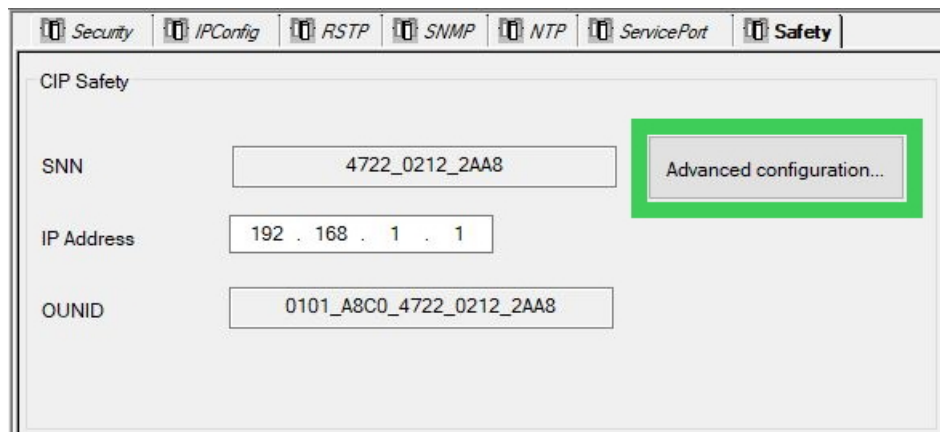 Security IPConfig RSTP SNMP NTP ServicePort Safety
CIP Safety
SNN 4722_0212_2AA8 Advanced configuration...
IP Address 192 . 168 . 1 . 1
OUNID 0101_A8C0_4722_0212_2AA8